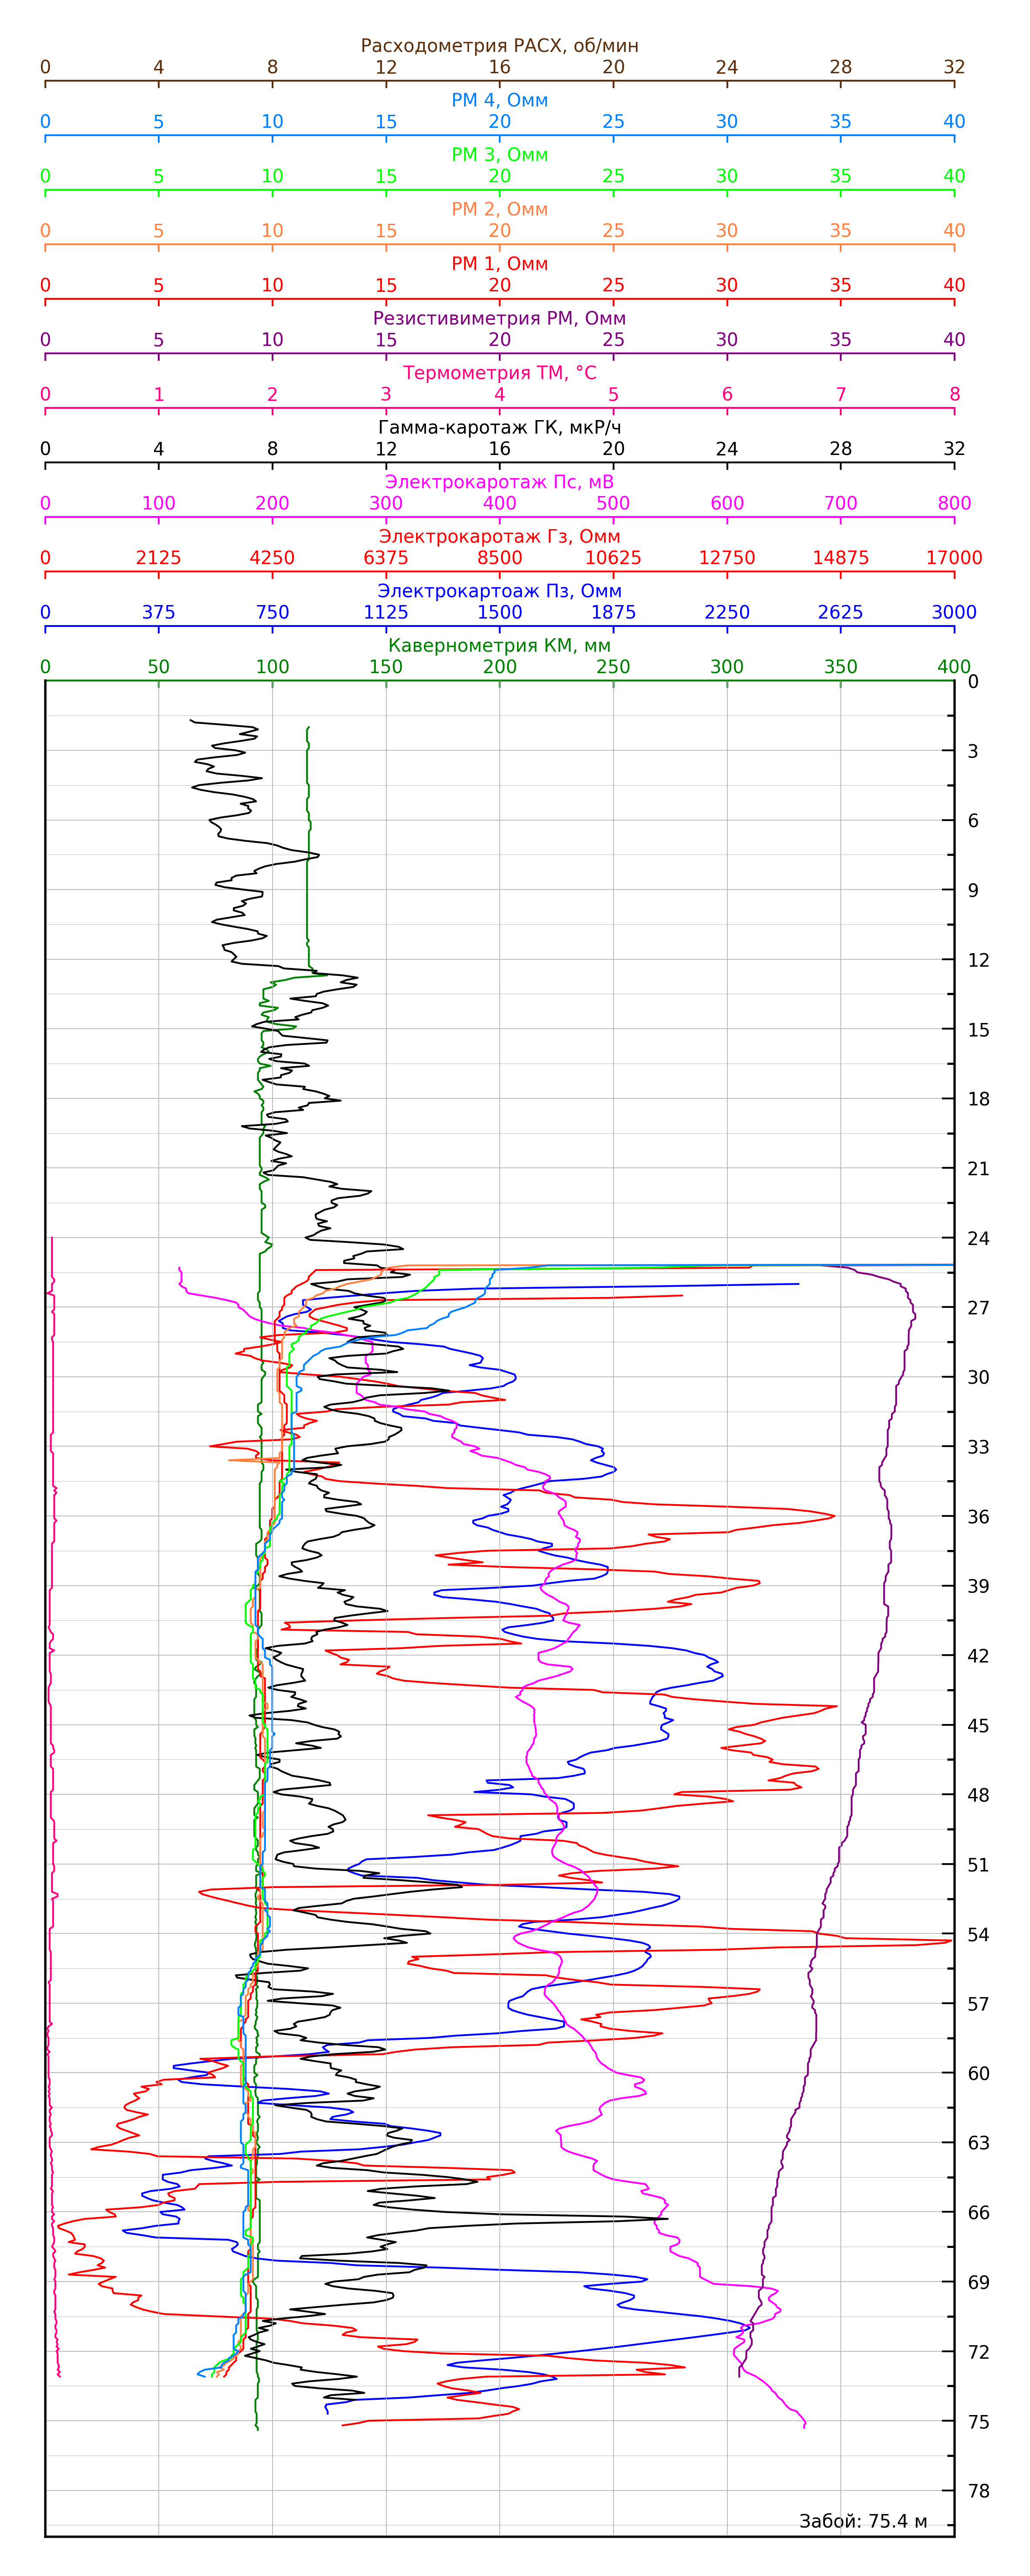 Расходометрия РАСХ, об/мин
0 4 8 12 16 20 24 28 32
РМ 4, Омм
0 5 10 15 20 25 30 35 40
РМ 3, Омм
0 5 10 15 20 25 30 35 40
РМ 2, Омм
0 5 10 15 20 25 30 35 40
РМ 1, Омм
0 5 10 15 20 25 30 35 40
Резистивиметрия РМ, Омм
0 5 10 15 20 25 30 35 40
Термометрия ТМ, °С
0 1 2 3 4 5 6 7 8
Гамма-каротаж ГК, мкР/ч
0 4 8 12 16 20 24 28 32
Электрокаротаж Пс, мВ
0 100 200 300 400 500 600 700 800
Электрокаротаж Гз, Омм
0 2125 4250 6375 8500 10625 12750 14875 17000
Электрокартоаж Пз, Омм
0 375 750 1125 1500 1875 2250 2625 3000
Кавернометрия КМ, мм
0 50 100 150 200 250 300 350 400
0
3
6
9
12
15
18
21
24
27
30
33
36
39
42
45
48
51
54
57
60
63
66
69
72
75
78
Забой: 75.4 м